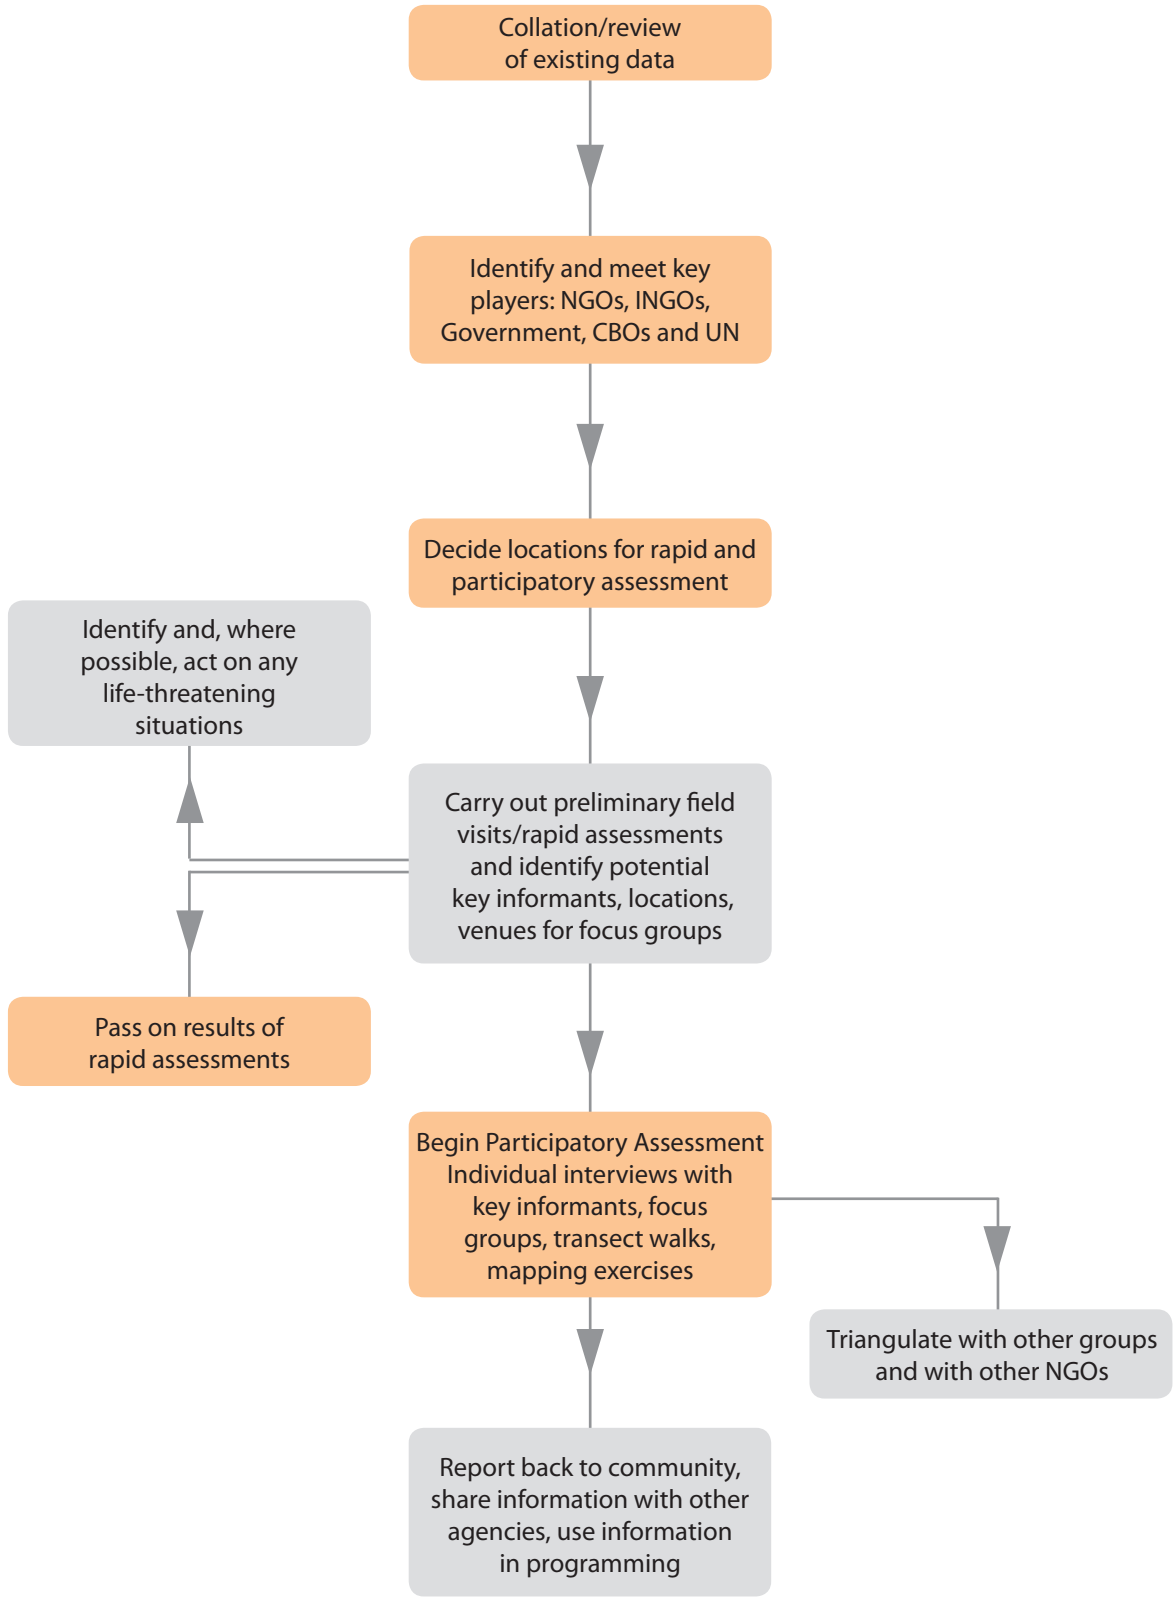 Collation/review
of existing data
Identify and meet key
players: NGOs, INGOs,
Government, CBOs and UN
Decide locations for rapid and
participatory assessment
Identify and, where
possible, act on any
life-threatening
situations
Carry out preliminary field
visits/rapid assessments
and identify potential
key informants, locations,
venues for focus groups
Pass on results of
rapid assessments
Begin Participatory Assessment
Individual interviews with
key informants, focus
groups, transect walks,
mapping exercises
Triangulate with other groups
and with other NGOs
Report back to community,
share information with other
agencies, use information
in programming